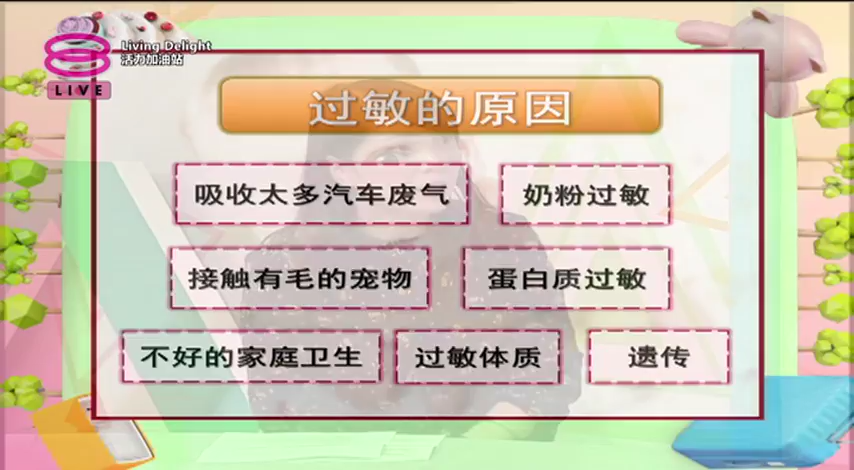 Living Delight
活力加油站
LIVE
过敏的原因
吸收太多汽车废气
奶粉过敏
接触有毛的宠物
蛋白质过敏
不好的家庭卫生
过敏体质
遗传